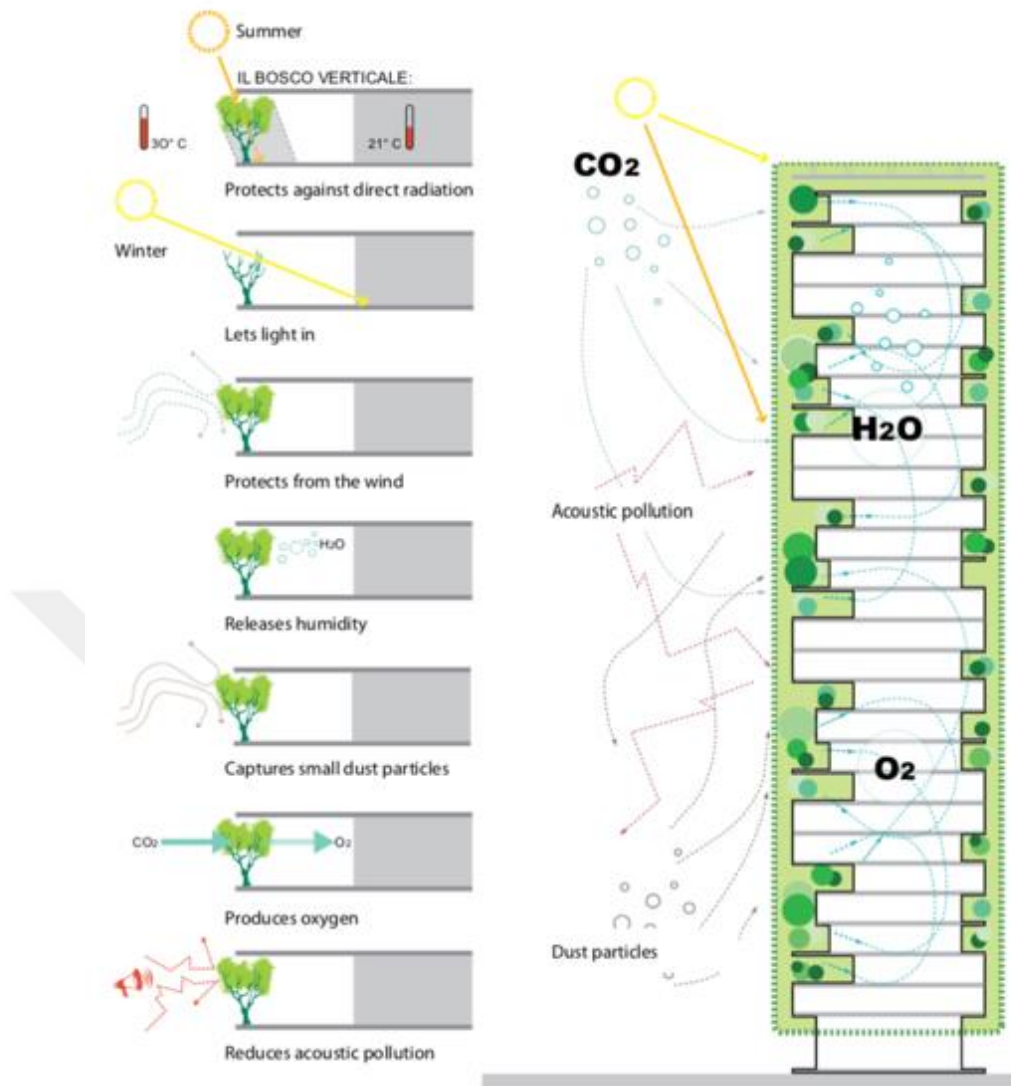 Summer
IL BOSCO VERTICALE:
30° C
21° C
Protects against direct radiation
Winter
Lets light in
Protects from the wind
H2O
Releases humidity
Captures small dust particles
CO2
O2
Produces oxygen
Reduces acoustic pollution
CO2
H2O
Acoustic pollution
O2
Dust particles